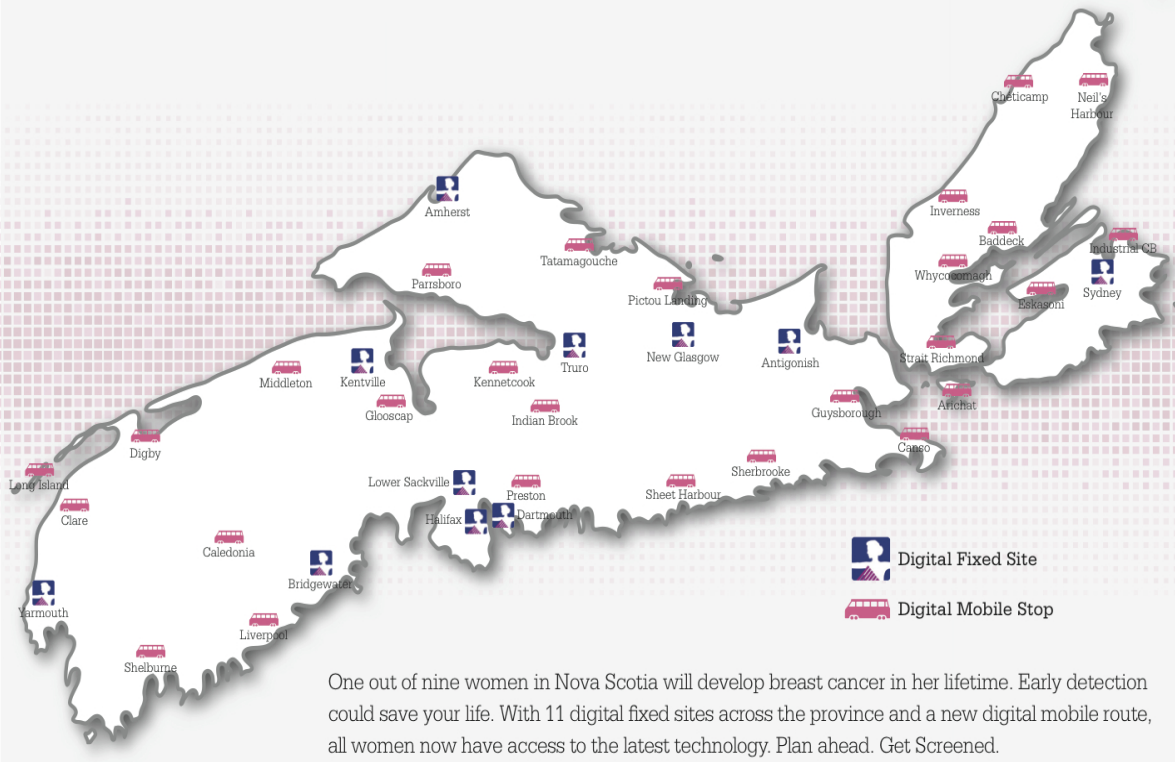 Chéticamp
Neil's
Harbour
Amherst
Inverness
Baddeck
Industrial CB
Tatamagouche
Whycocomagh
Parrsboro
Sydney
Pictou Landing
Eskasoni
New Glasgow
Strait Richmond
Antigonish
Truro
Middleton
Kentville
Kennetcook
Arichat
Glooscap
Guysborough
Indian Brook
Canso
Digby
Sherbrooke
Long Island
Lower Sackville
Preston
Sheet Harbour
Clare
Halifax
Dartmouth
Caledonia
Digital Fixed Site
Bridgewater
Digital Mobile Stop
Yarmouth
Liverpool
Shelburne
One out of nine women in Nova Scotia will develop breast cancer in her lifetime. Early detection
could save your life. With 11 digital fixed sites across the province and a new digital mobile route,
all women now have access to the latest technology. Plan ahead. Get Screened.